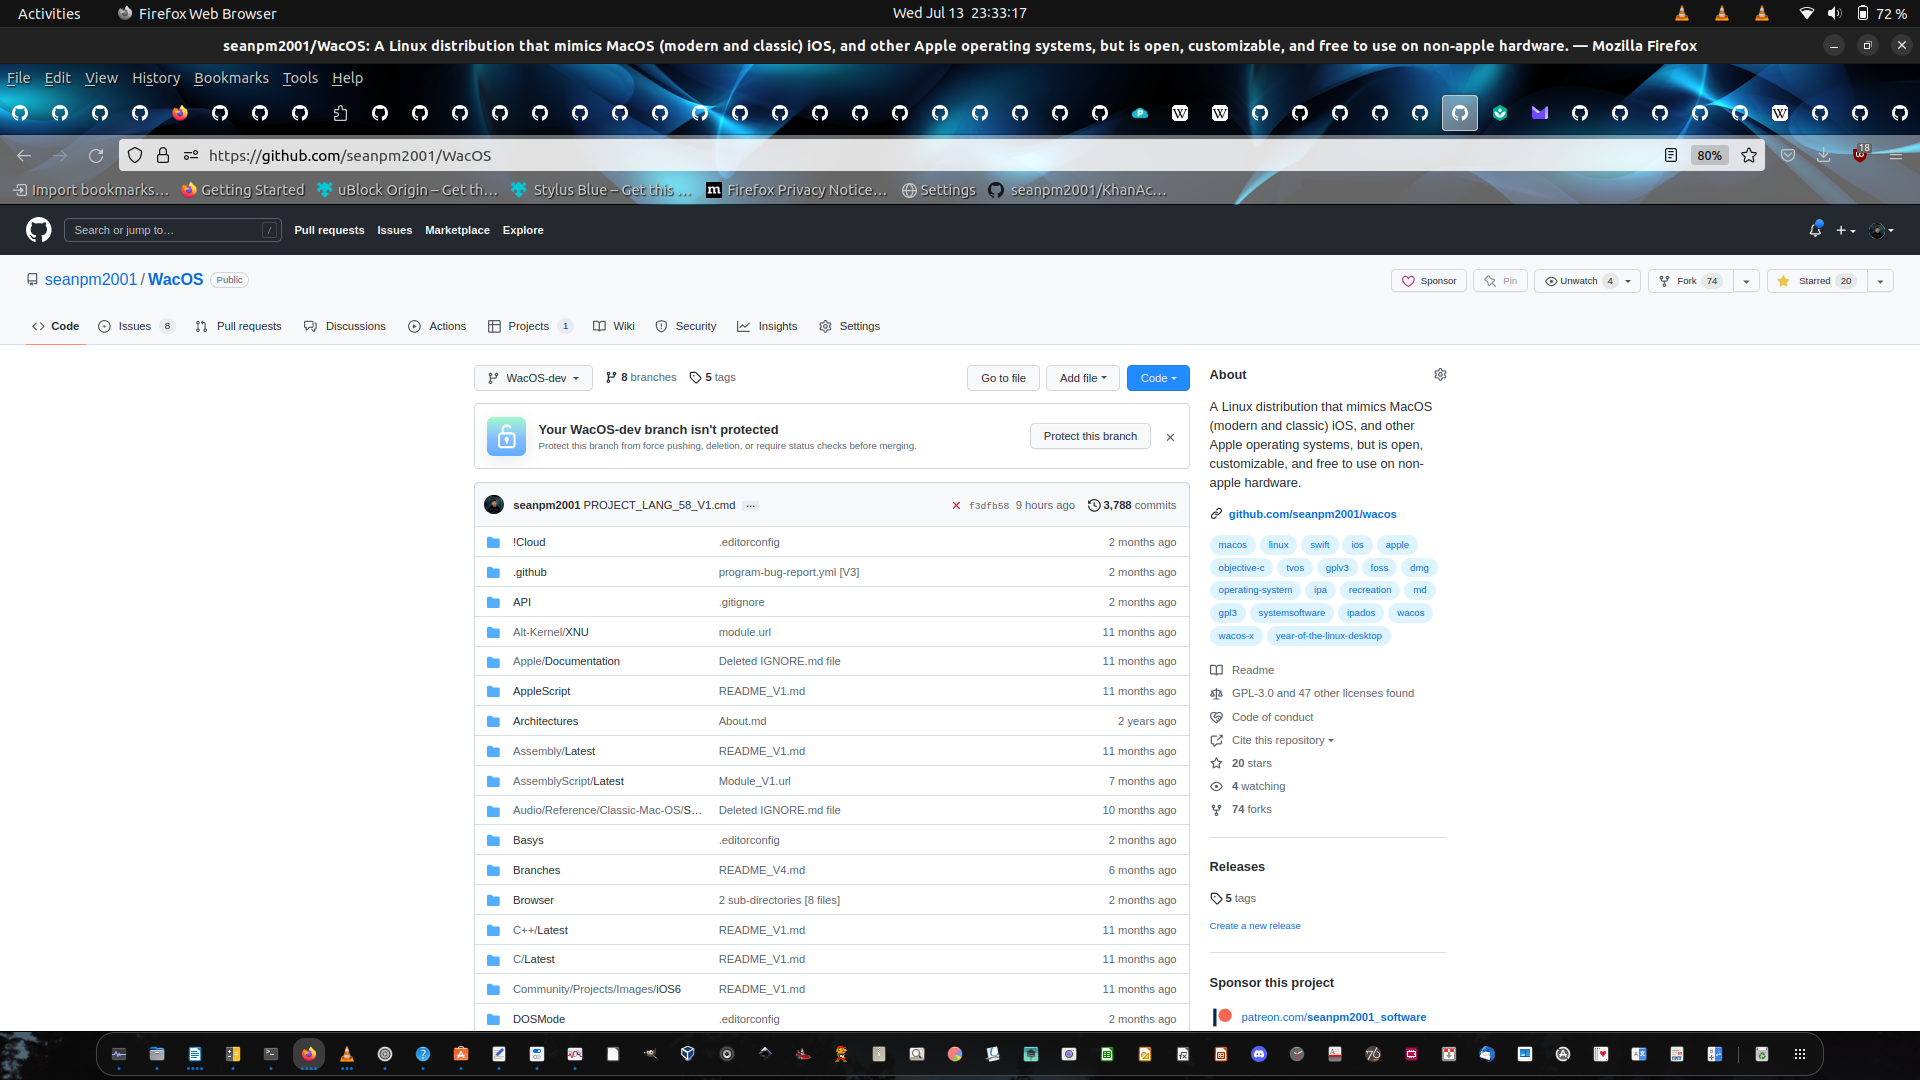 Activities Firefox Web Browser Wed Jul 13 23:33:17 72 %
seanpm2001/WacOS: A Linux distribution that mimics MacOS (modern and classic) iOS, and other Apple operating systems, but is open, customizable, and free to use on non-apple hardware. — Mozilla Firefox
File Edit View History Bookmarks Tools Help
https://github.com/seanpm2001/WacOS 80% 18
Import bookmarks… Getting Started uBlock Origin – Get th… Stylus Blue – Get this … Firefox Privacy Notice… Settings seanpm2001/KhanAc…
Search or jump to… / Pull requests Issues Marketplace Explore
seanpm2001 / WacOS Public Sponsor Pin Unwatch 4 Fork 74 Starred 20
Code Issues 8 Pull requests Discussions Actions Projects 1 Wiki Security Insights Settings
WacOS-dev 8 branches 5 tags Go to file Add file Code
Your WacOS-dev branch isn't protected
Protect this branch from force pushing, deletion, or require status checks before merging.
Protect this branch
seanpm2001 PROJECT_LANG_58_V1.cmd … f3dfb58 9 hours ago 3,788 commits
!Cloud .editorconfig 2 months ago
.github program-bug-report.yml [V3] 2 months ago
API .gitignore 2 months ago
Alt-Kernel/XNU module.url 11 months ago
Apple/Documentation Deleted IGNORE.md file 11 months ago
AppleScript README_V1.md 11 months ago
Architectures About.md 2 years ago
Assembly/Latest README_V1.md 11 months ago
AssemblyScript/Latest Module_V1.url 7 months ago
Audio/Reference/Classic-Mac-OS/S… Deleted IGNORE.md file 10 months ago
Basys .editorconfig 2 months ago
Branches README_V4.md 6 months ago
Browser 2 sub-directories [8 files] 2 months ago
C++/Latest README_V1.md 11 months ago
C/Latest README_V1.md 11 months ago
Community/Projects/Images/iOS6 README_V1.md 11 months ago
DOSMode .editorconfig 2 months ago
About
A Linux distribution that mimics MacOS
(modern and classic) iOS, and other
Apple operating systems, but is open,
customizable, and free to use on non-
apple hardware.
github.com/seanpm2001/wacos
macos linux swift ios apple
objective-c tvos gplv3 foss dmg
operating-system ipa recreation md
gpl3 systemsoftware ipados wacos
wacos-x year-of-the-linux-desktop
Readme
GPL-3.0 and 47 other licenses found
Code of conduct
Cite this repository
20 stars
4 watching
74 forks
Releases
5 tags
Create a new release
Sponsor this project
patreon.com/seanpm2001_software